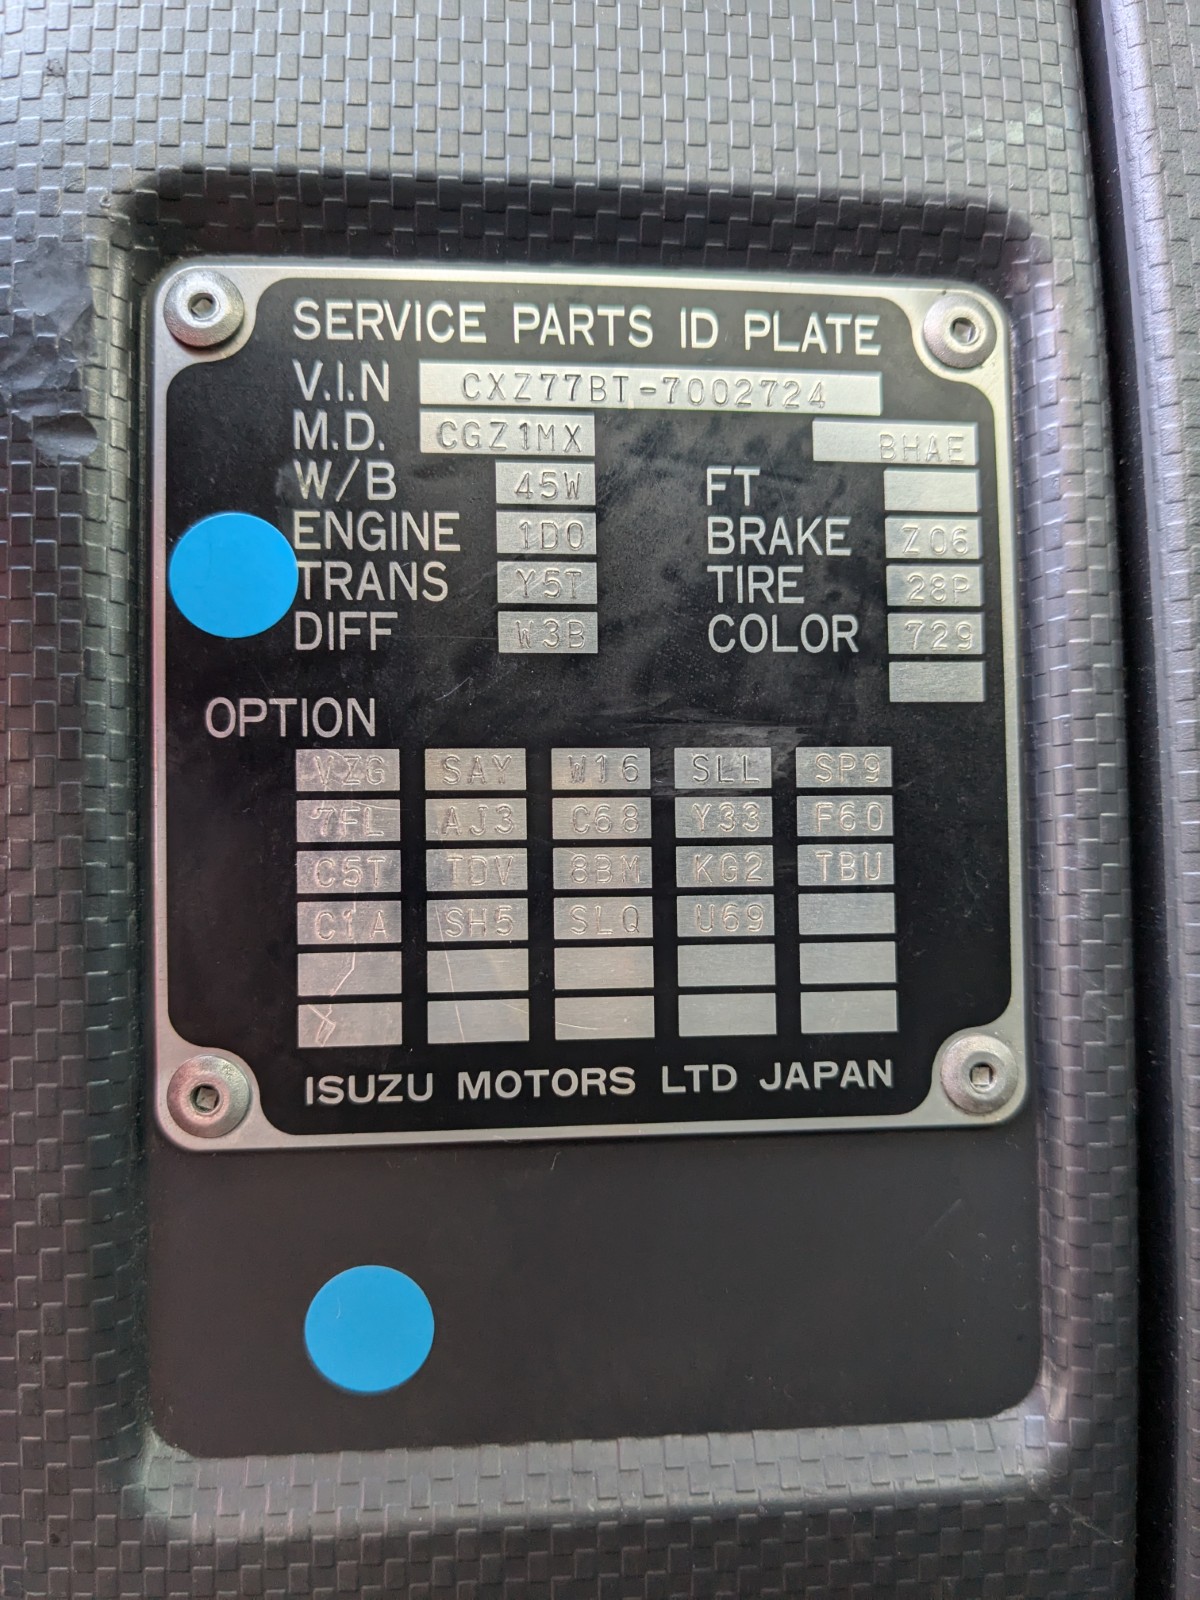 SERVICE PARTS ID PLATE
V.I.N CXZ77BT-7002724
M.D. CGZ1MX BHAE
W/B 45W FT
ENGINE 1D0 BRAKE Z06
TRANS Y5T TIRE 28P
DIFF W3B COLOR 729
OPTION
VZG SAY W16 SLL SP9
7FL AJ3 C68 Y33 F60
C5T TDV 8BM KG2 TBU
C1A SH5 SLQ U69
ISUZU MOTORS LTD JAPAN